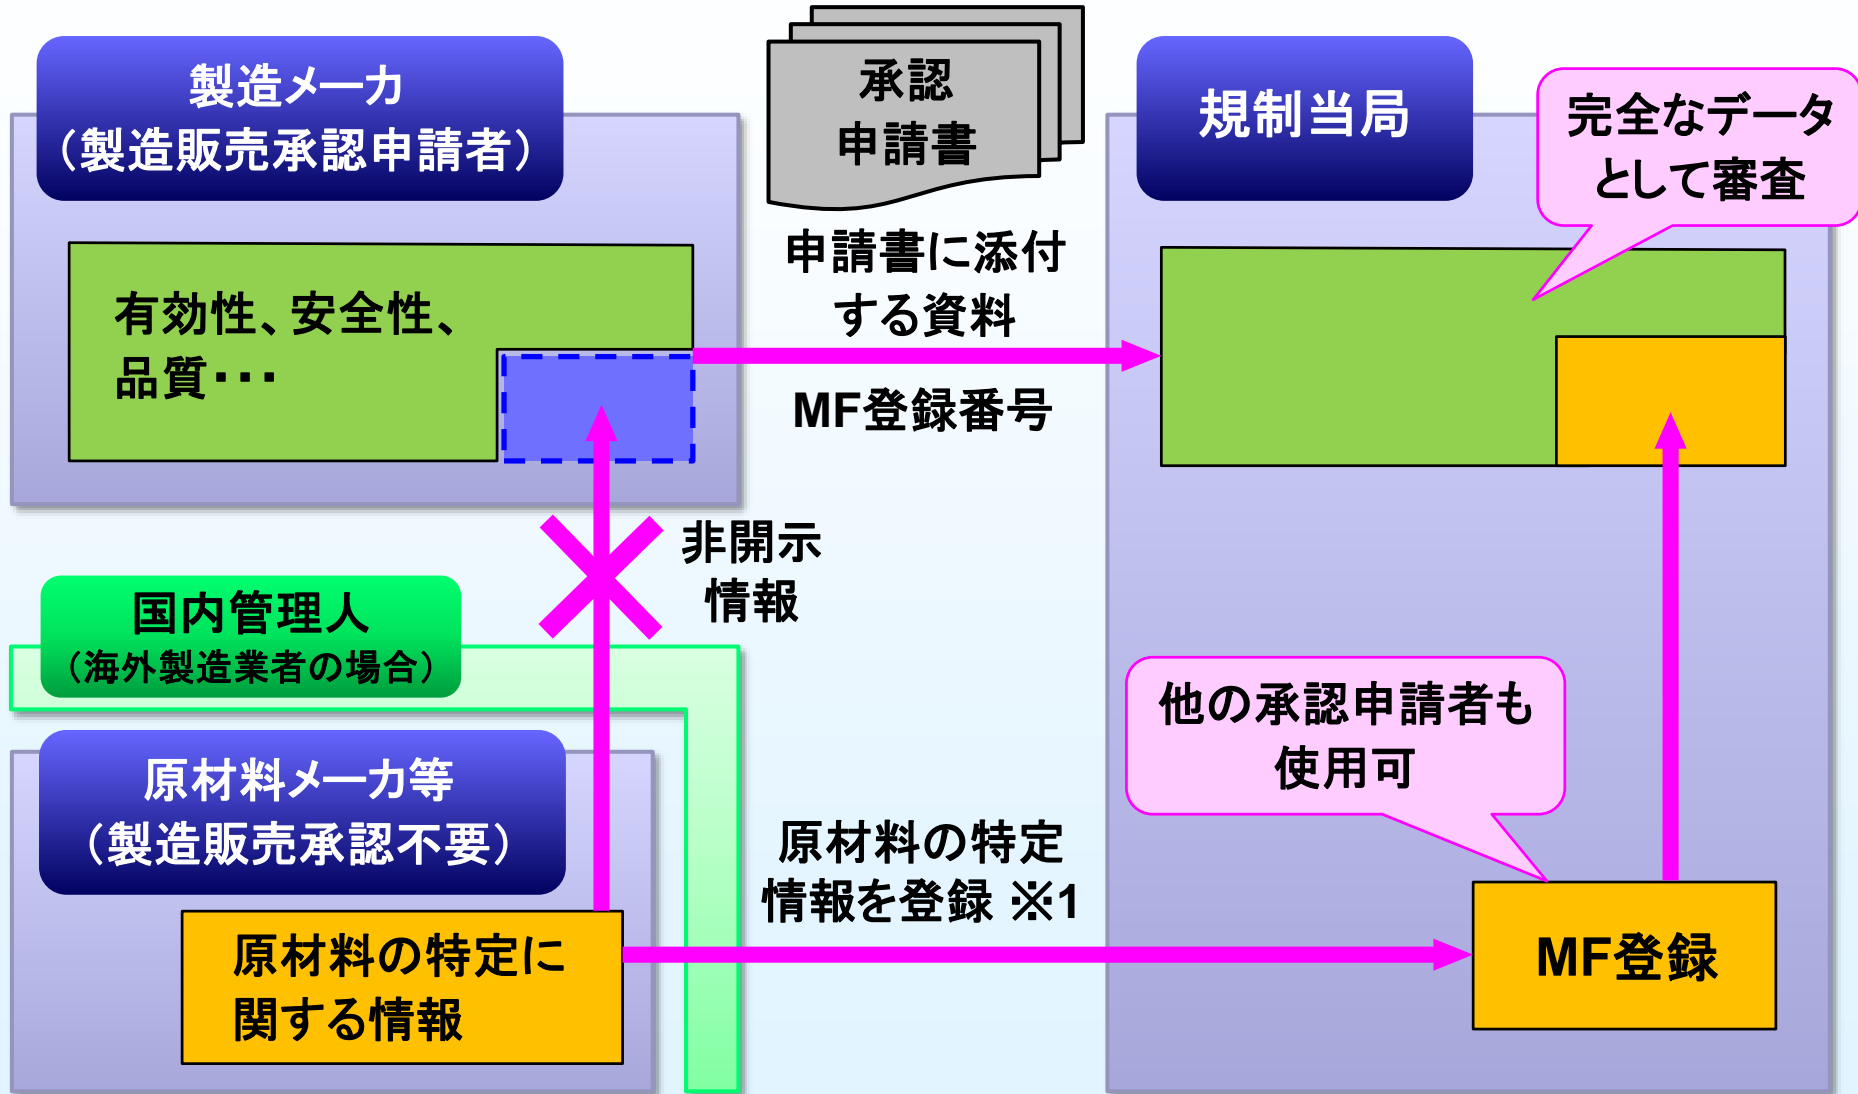 製造メーカ
（製造販売承認申請者）
承認
申請書
規制当局
完全なデータ
として審査
有効性、安全性、
品質・・・
申請書に添付
する資料
MF登録番号
非開示
情報
国内管理人
（海外製造業者の場合）
他の承認申請者も
使用可
原材料メーカ等
（製造販売承認不要）
原材料の特定
情報を登録 ※1
原材料の特定に
関する情報
MF登録